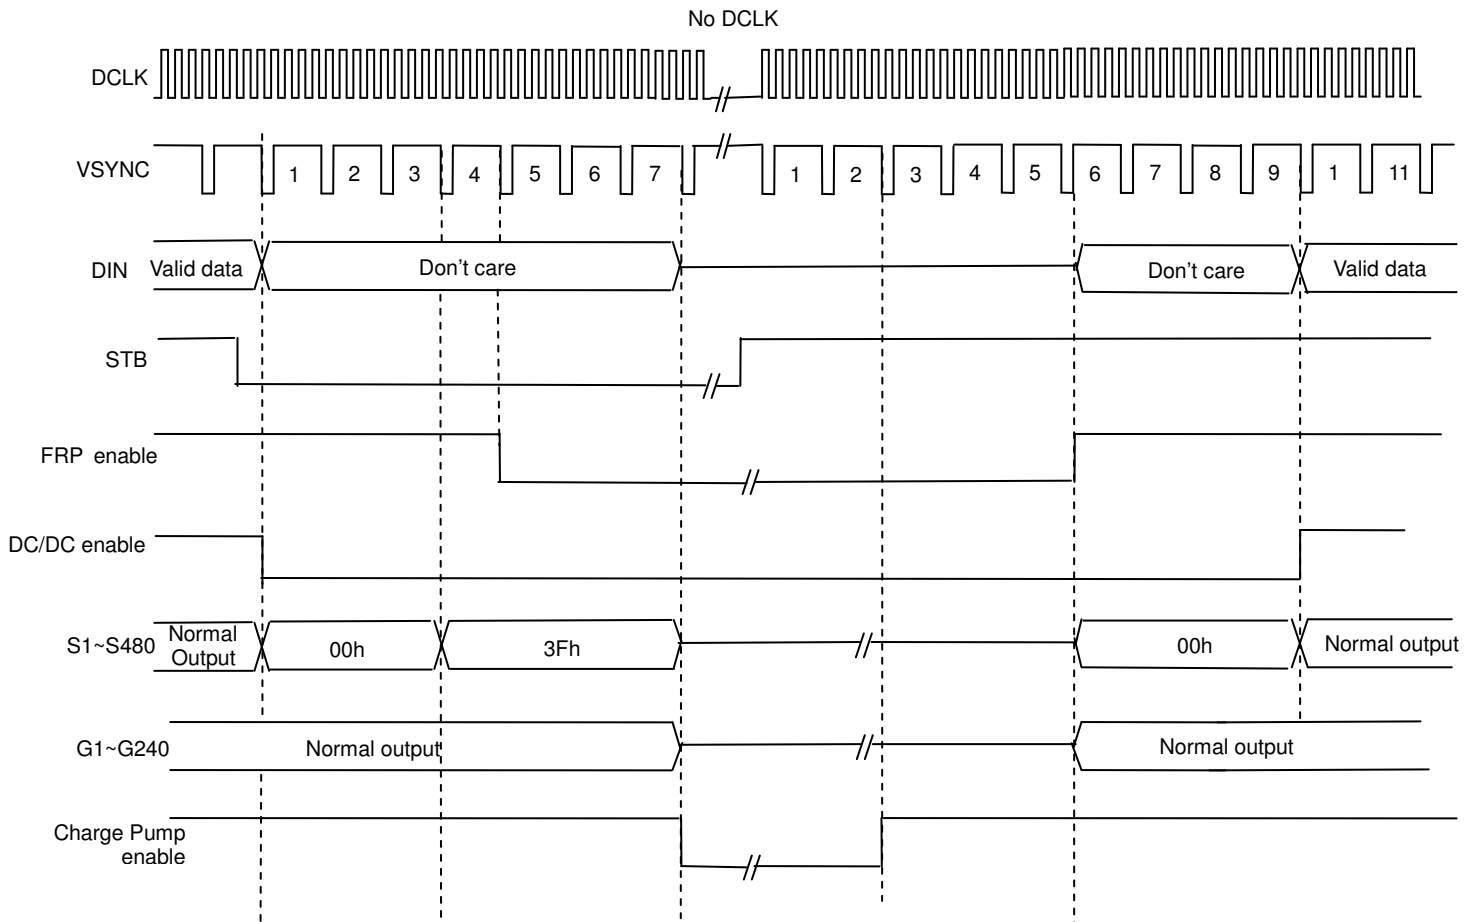 No DCLK
DCLK
VSYNC 1 2 3 4 5 6 7 1 2 3 4 5 6 7 8 9 1 11
DIN Valid data Don't care Don't care Valid data
STB
FRP enable
DC/DC enable
S1~S480 Normal Output 00h 3Fh 00h Normal output
G1~G240 Normal output Normal output
Charge Pump
enable